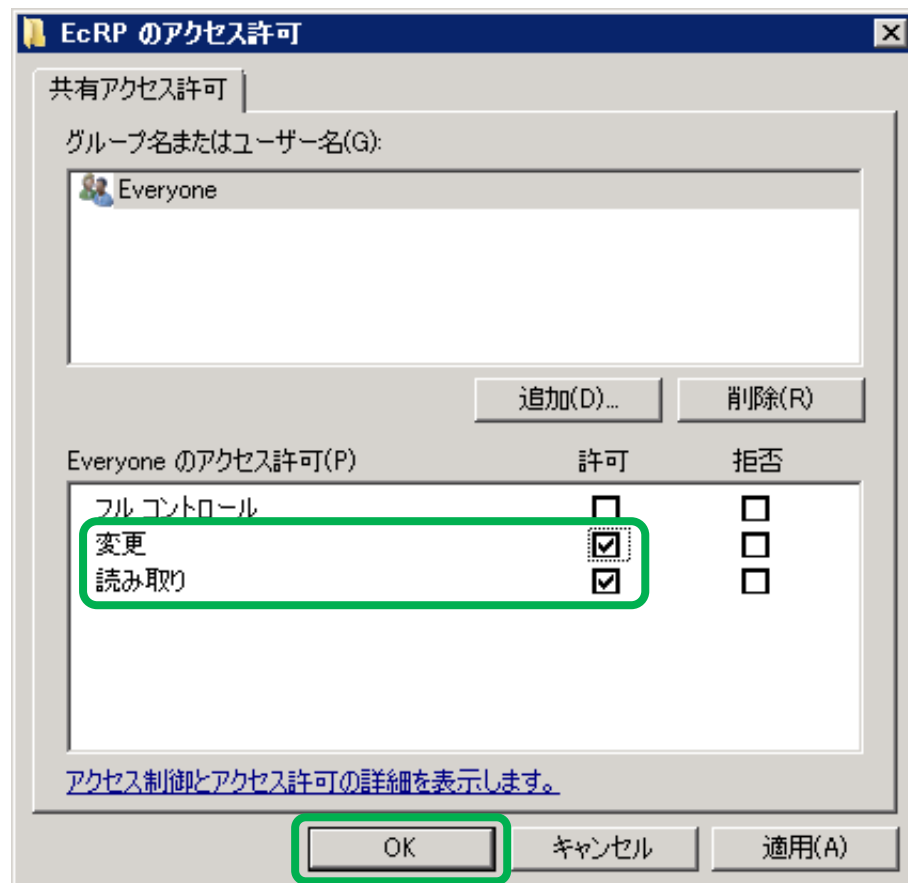 EcRP のアクセス許可
共有アクセス許可
グループ名またはユーザー名(G):
Everyone
追加(D)... 削除(R)
Everyone のアクセス許可(P) 許可 拒否
フル コントロール
変更
読み取り
アクセス制御とアクセス許可の詳細を表示します。
OK キャンセル 適用(A)